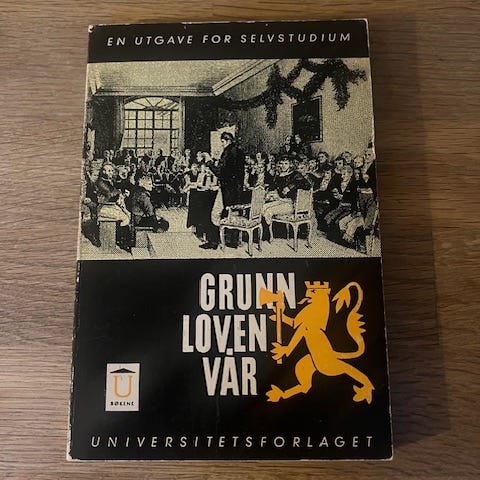 EN UTGAVE FOR SELVSTUDIUM
GRUNN
LOVEN
VÅR
U
BØKENE
UNIVERSITETSFORLAGET